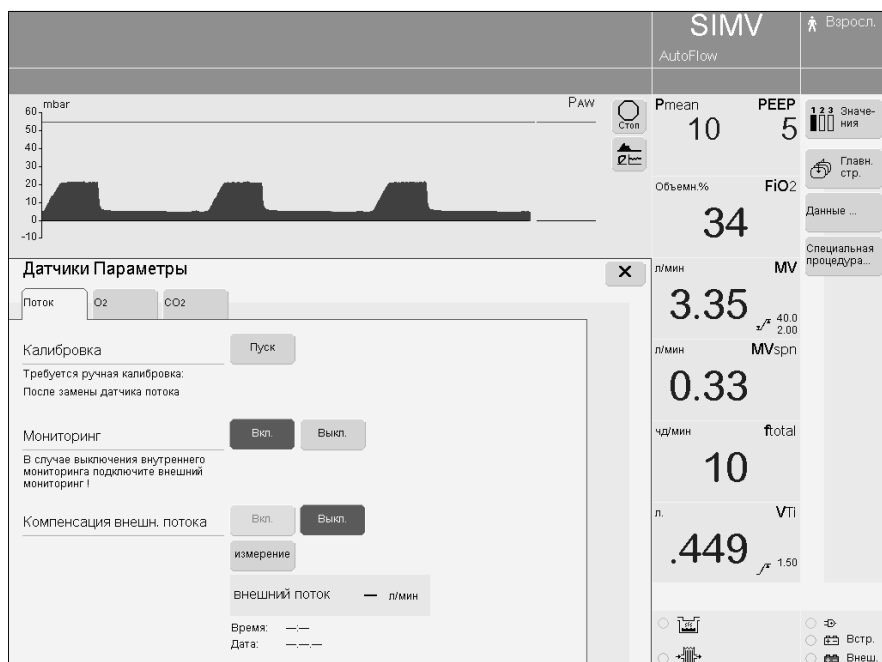 SIMV
AutoFlow
Взросл.
mbar
PAW
60
50
40
30
20
10
0
-10
Стоп
Pmean
10
PEEP
5
Объемн.%
FiO2
34
л/мин
MV
3.35
40.0
2.00
л/мин
MVspn
0.33
чд/мин
ftotal
10
л.
VTi
.449
1.50
1 2 3 Значе-
ния
Главн.
стр.
Данные ...
Специальная
процедура...
Датчики Параметры
Поток
O2
CO2
Калибровка
Пуск
Требуется ручная калибровка:
После замены датчика потока
Мониторинг
Вкл.
Выкл.
В случае выключения внутреннего
мониторинга подключите внешний
мониторинг !
Компенсация внешн. потока
Вкл.
Выкл.
измерение
внешний поток — л/мин
Время: --:--
Дата: --.--.--
Встр.
Внеш.